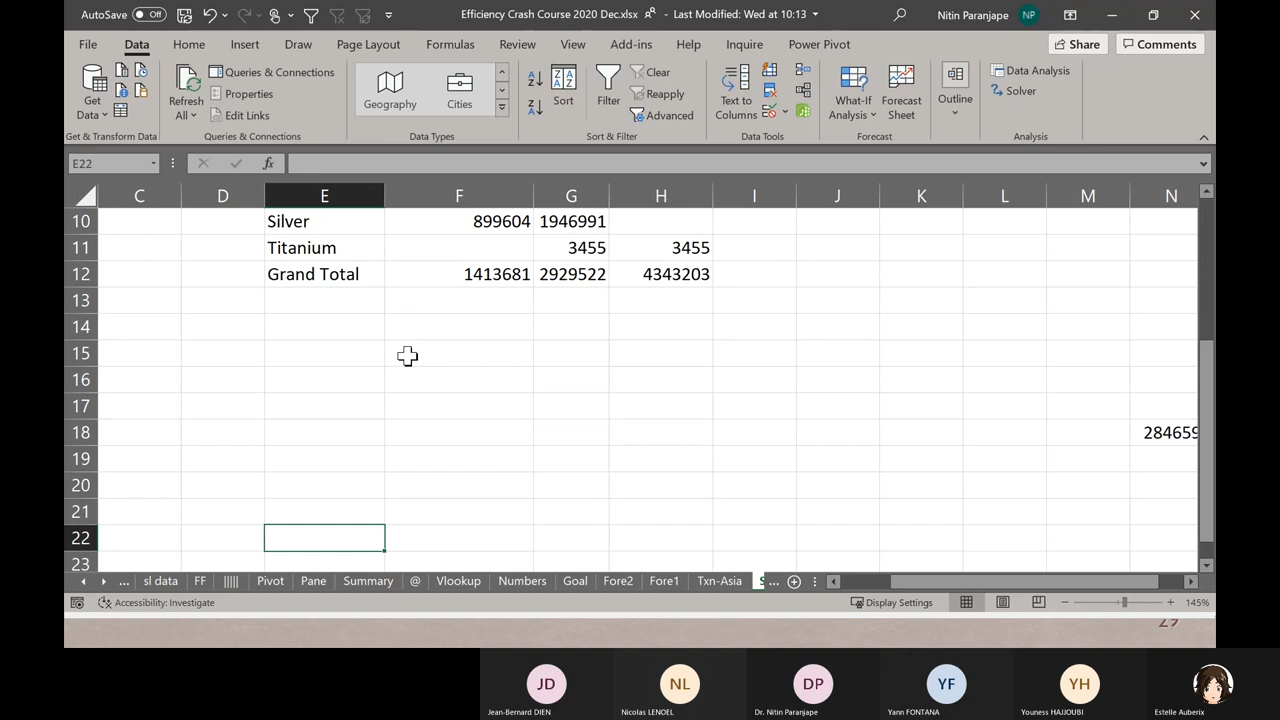 AutoSave Off Efficiency Crash Course 2020 Dec.xlsx - Last Modified: Wed at 10:13 Nitin Paranjape NP
File Data Home Insert Draw Page Layout Formulas Review View Add-ins Help Inquire Power Pivot Share Comments
Get Data Refresh All Queries & Connections Properties Edit Links Geography Cities Sort Filter Clear Reapply Advanced Text to Columns What-If Analysis Forecast Sheet Outline Data Analysis Solver
Get & Transform Data Queries & Connections Data Types Sort & Filter Data Tools Forecast Analysis
E22 fx
C D E F G H I J K L M N
10 Silver 899604 1946991
11 Titanium 3455 3455
12 Grand Total 1413681 2929522 4343203
13
14
15
16
17
18 284659
19
20
21
22
23
... sl data FF ||||| Pivot Pane Summary @ Vlookup Numbers Goal Fore2 Fore1 Txn-Asia S ...
Accessibility: Investigate Display Settings 145%
29
JD NL DP YF YH
Jean-Bernard DIEN Nicolas LENOEL Dr. Nitin Paranjape Yann FONTANA Youness HAJJOUBI Estelle Auberix